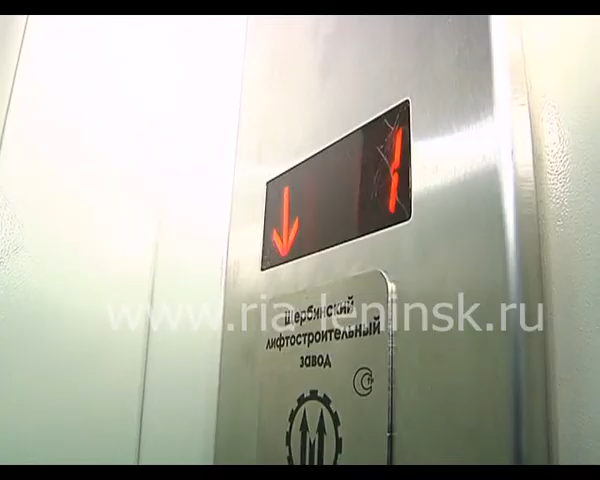 1
www.ria-leninsk.ru
Щербинский
лифтостроительный
завод